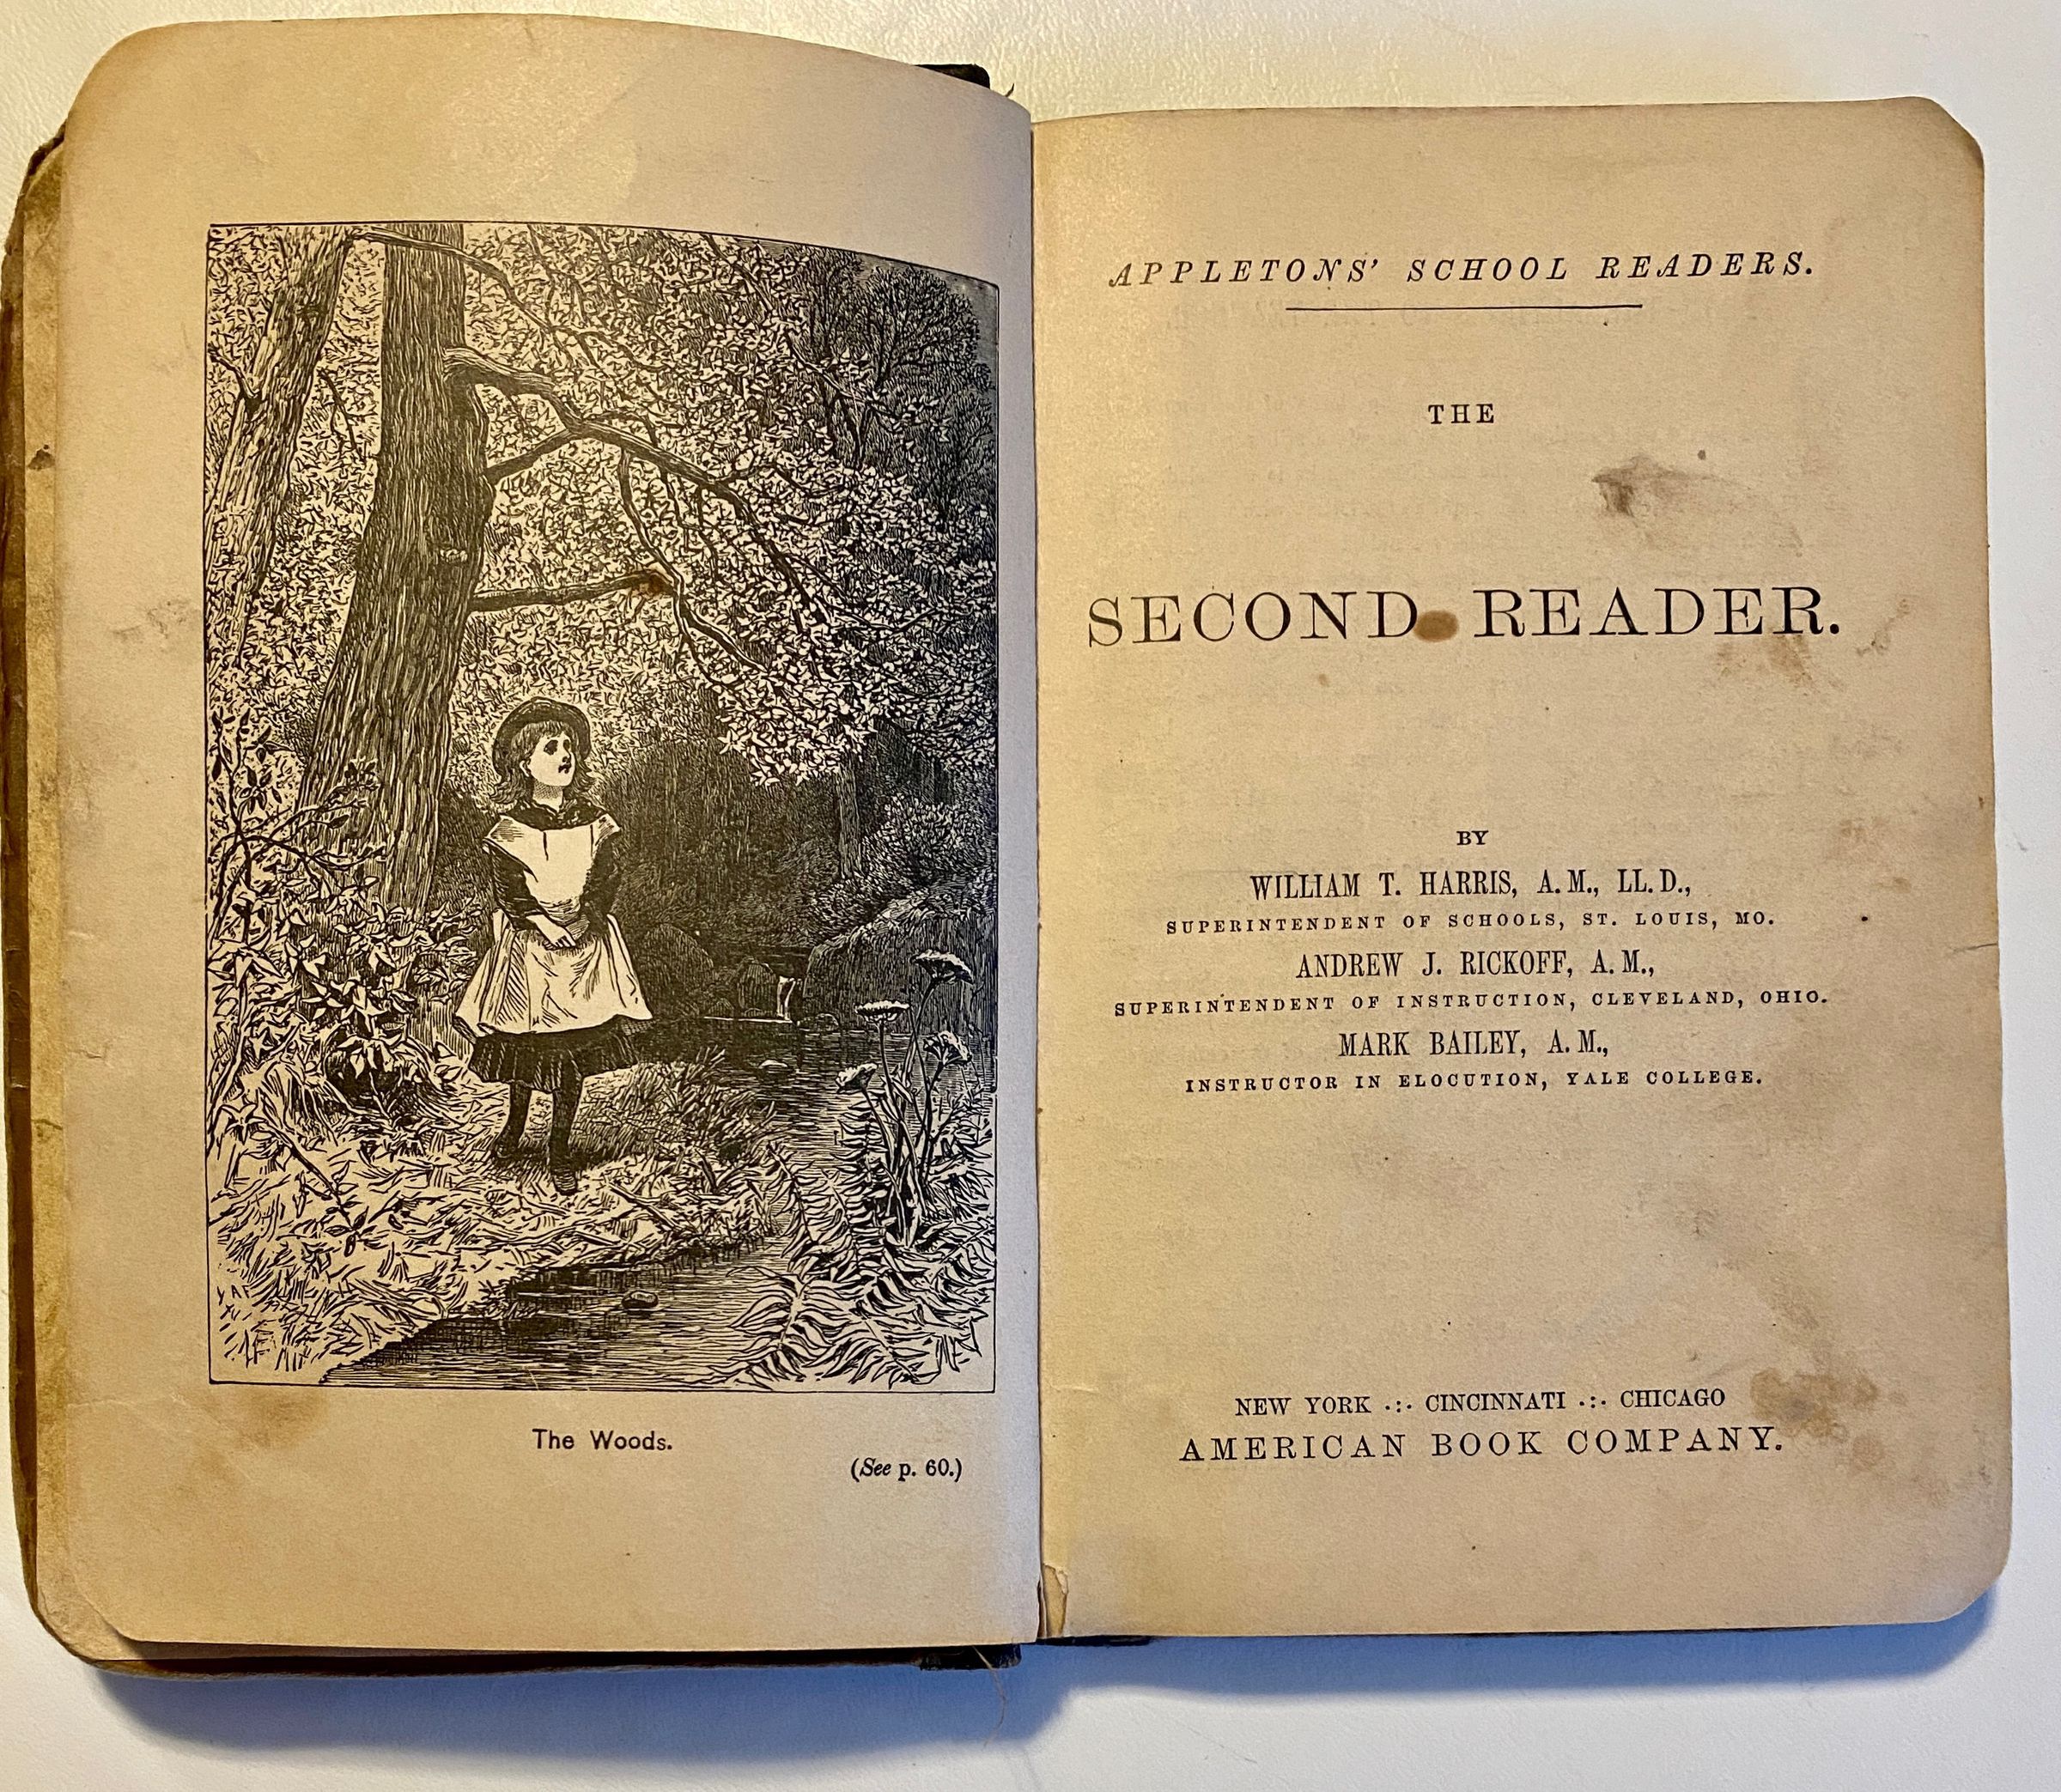 The Woods.
(See p. 60.)
APPLETONS' SCHOOL READERS.
THE
SECOND READER.
BY
WILLIAM T. HARRIS, A. M., LL. D.,
SUPERINTENDENT OF SCHOOLS, ST. LOUIS, MO.
ANDREW J. RICKOFF, A. M.,
SUPERINTENDENT OF INSTRUCTION, CLEVELAND, OHIO.
MARK BAILEY, A. M.,
INSTRUCTOR IN ELOCUTION, YALE COLLEGE.
NEW YORK .:. CINCINNATI .:. CHICAGO
AMERICAN BOOK COMPANY.